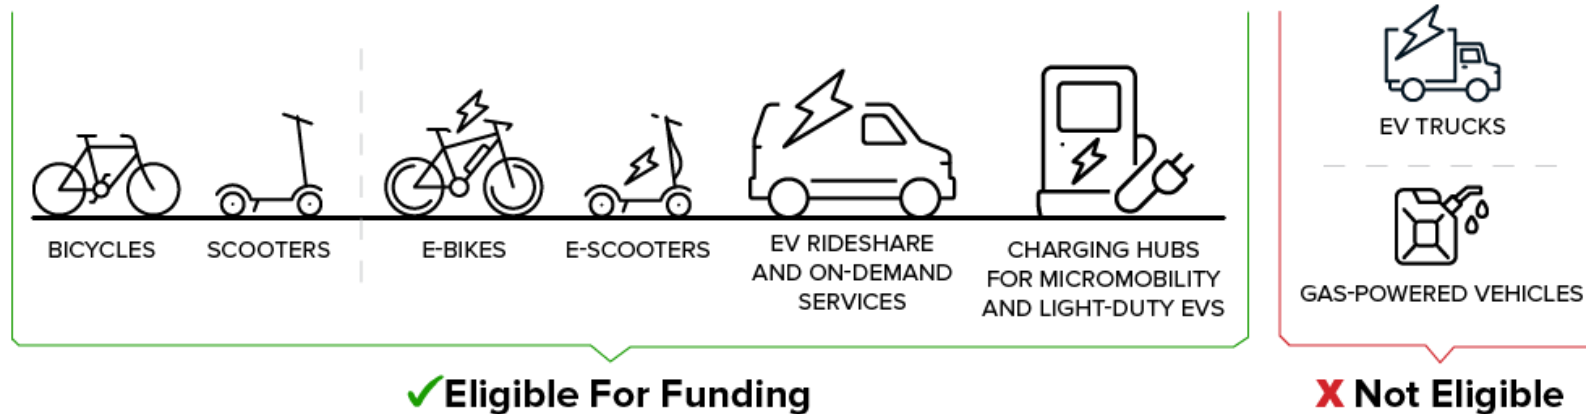 BICYCLES
SCOOTERS
E-BIKES
E-SCOOTERS
EV RIDESHARE
AND ON-DEMAND
SERVICES
CHARGING HUBS
FOR MICROMOBILITY
AND LIGHT-DUTY EVS
Eligible For Funding
EV TRUCKS
GAS-POWERED VEHICLES
X Not Eligible